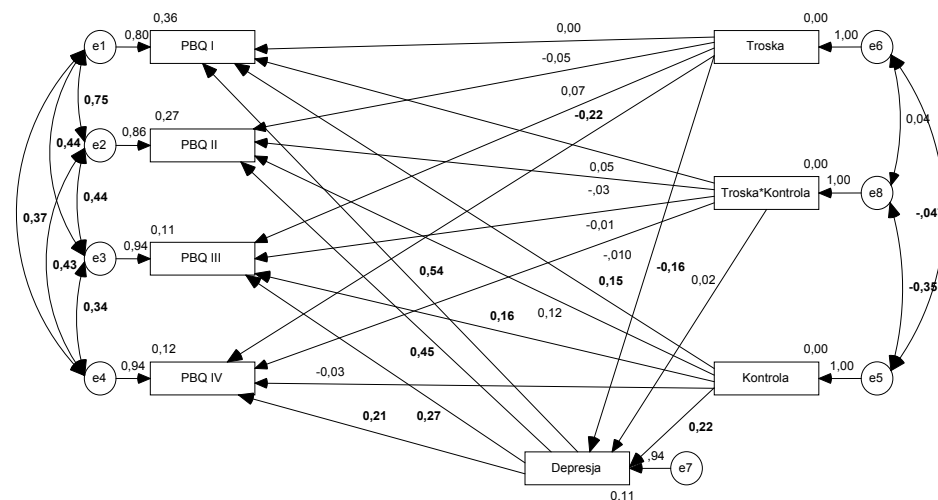 0,36
0,00
e1
0,80
PBQ I
0,00
Troska
1,00
e6
-0,05
0,75
0,07
0,27
-0,22
0,04
0,44
e2
0,86
PBQ II
0,00
0,05
1,00
0,44
-,03
Troska*Kontrola
e8
0,37
0,11
-0,01
-,04
0,43
e3
0,94
PBQ III
-,010
0,54
-0,16
0,15
0,02
-0,35
0,34
0,16
0,12
0,12
0,45
0,00
e4
0,94
PBQ IV
-0,03
Kontrola
1,00
e5
0,21
0,27
0,22
Depresja
,94
e7
0,11